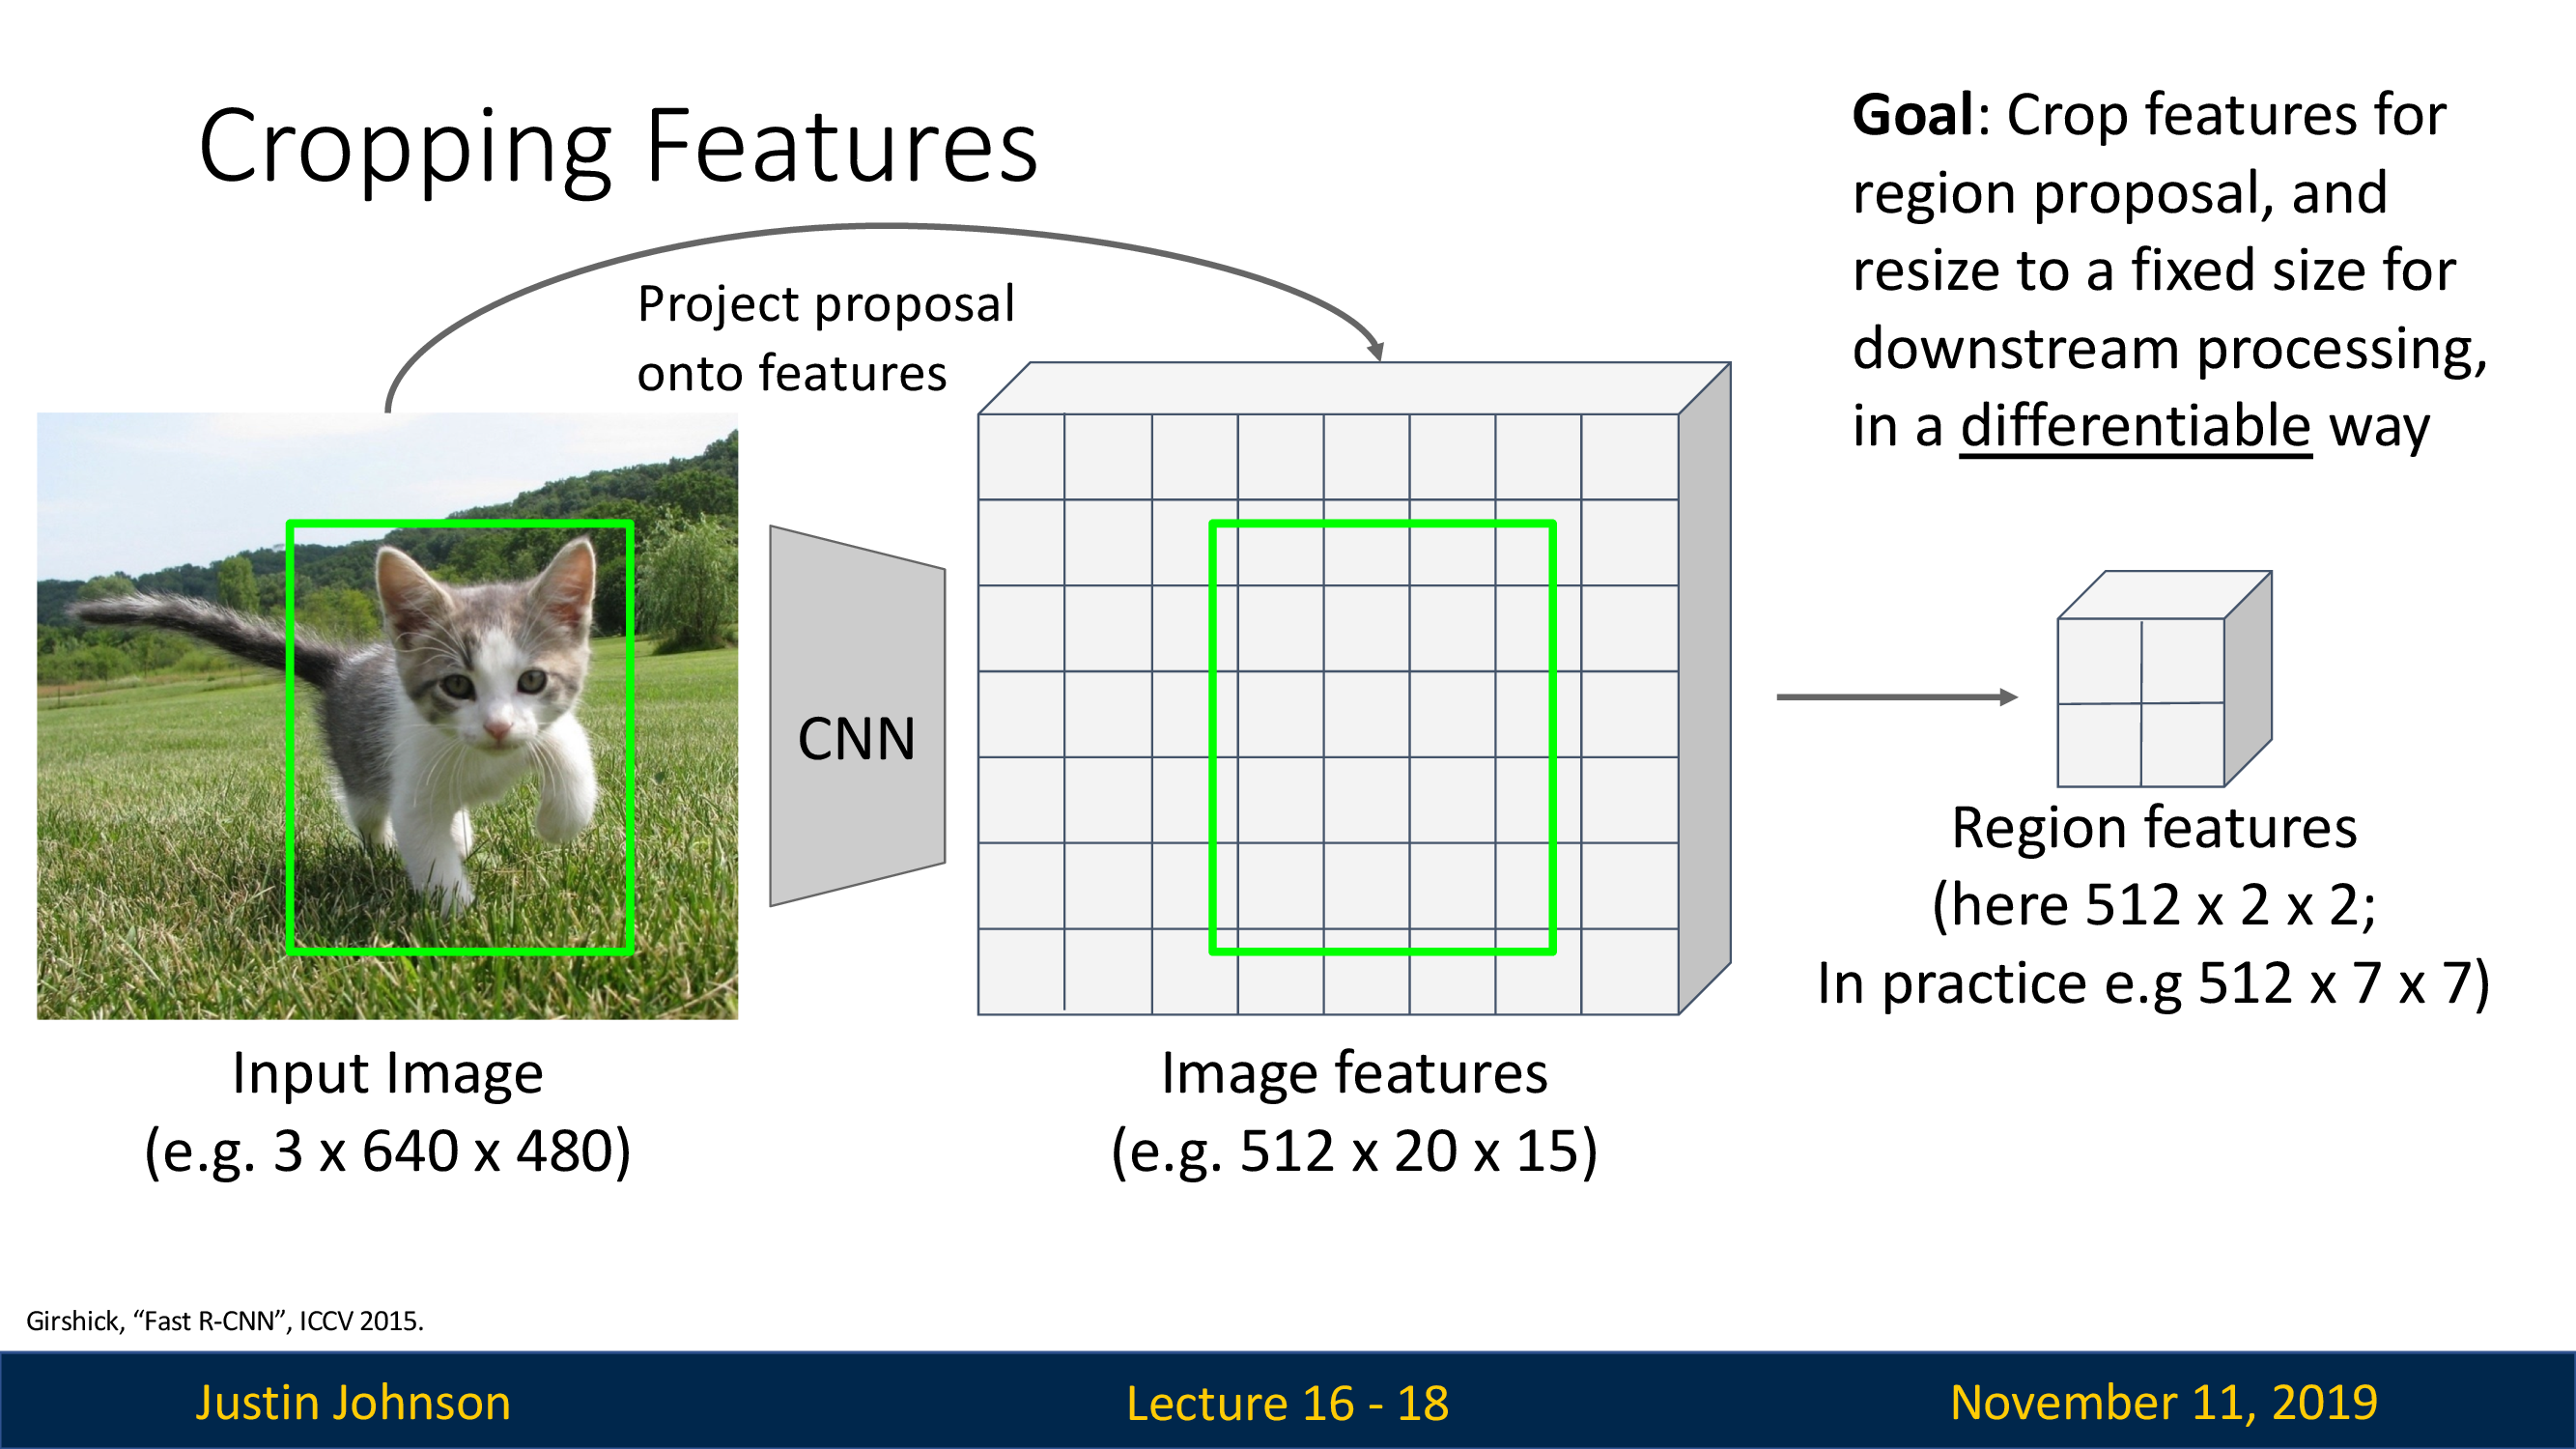 Cropping Features
Goal: Crop features for
region proposal, and
resize to a fixed size for
downstream processing,
in a differentiable way
Project proposal
onto features
CNN
Region features
(here 512 x 2 x 2;
In practice e.g 512 x 7 x 7)
Input Image
(e.g. 3 x 640 x 480)
Image features
(e.g. 512 x 20 x 15)
Girshick, “Fast R-CNN”, ICCV 2015.
Justin Johnson
Lecture 16 - 18
November 11, 2019